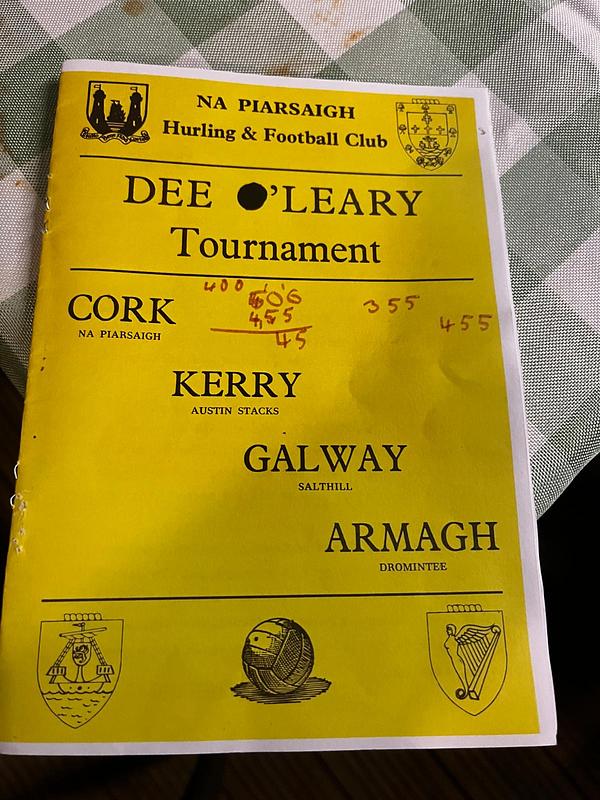 NA PIARSAIGH
Hurling & Football Club
DEE O'LEARY
Tournament
400 355
455 455
45
CORK
NA PIARSAIGH
KERRY
AUSTIN STACKS
GALWAY
SALTHILL
ARMAGH
DROMINTEE